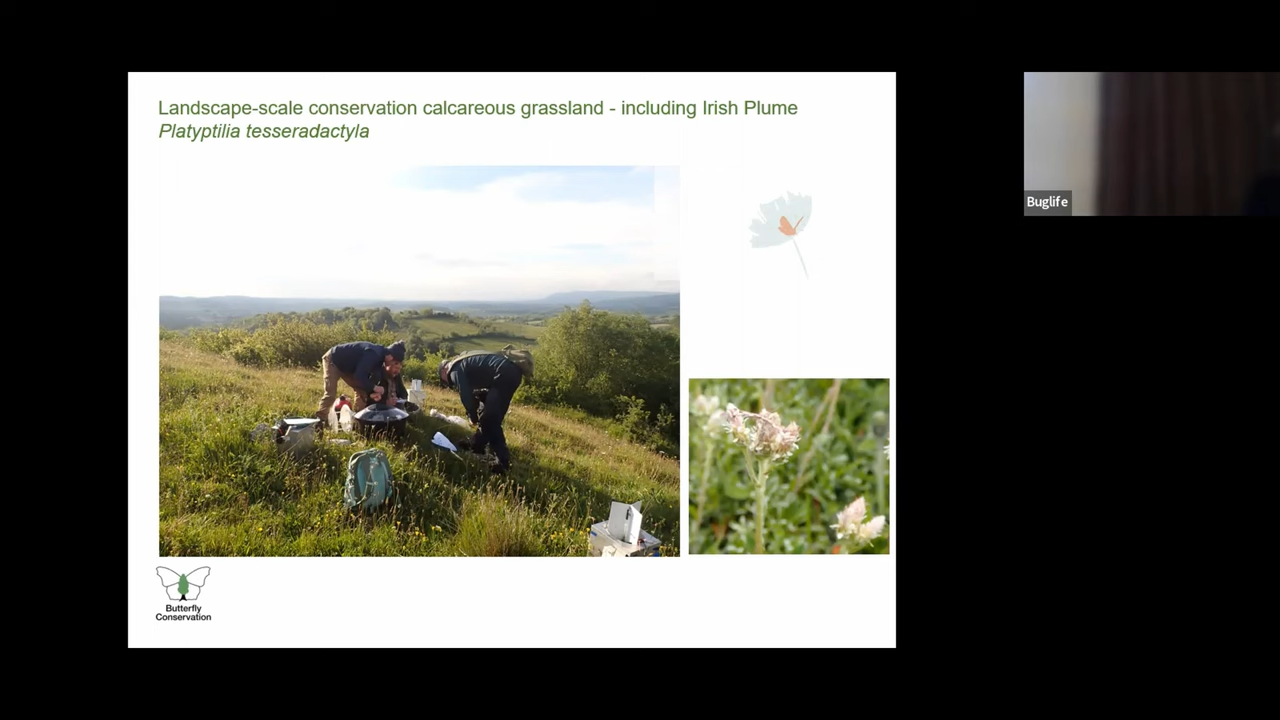 Landscape-scale conservation calcareous grassland - including Irish Plume
Platyptilia tesseradactyla
Buglife
Butterfly
Conservation